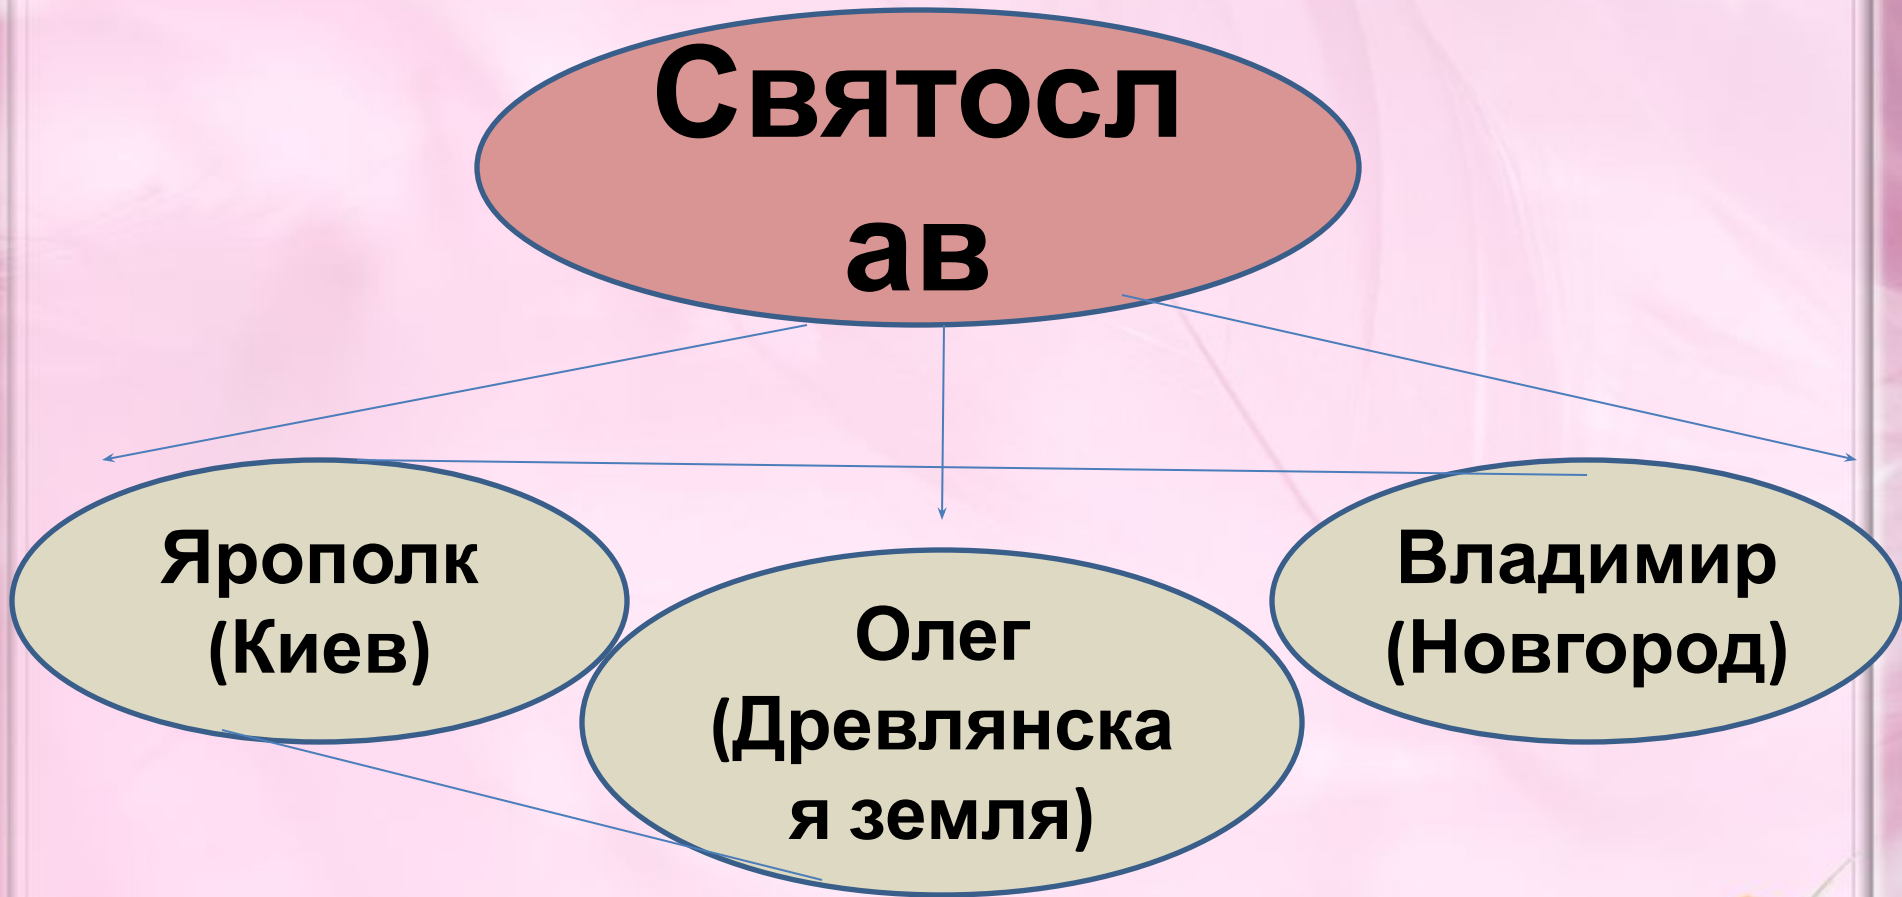 Святосл
ав
Ярополк
(Киев)
Олег
(Древлянска
я земля)
Владимир
(Новгород)